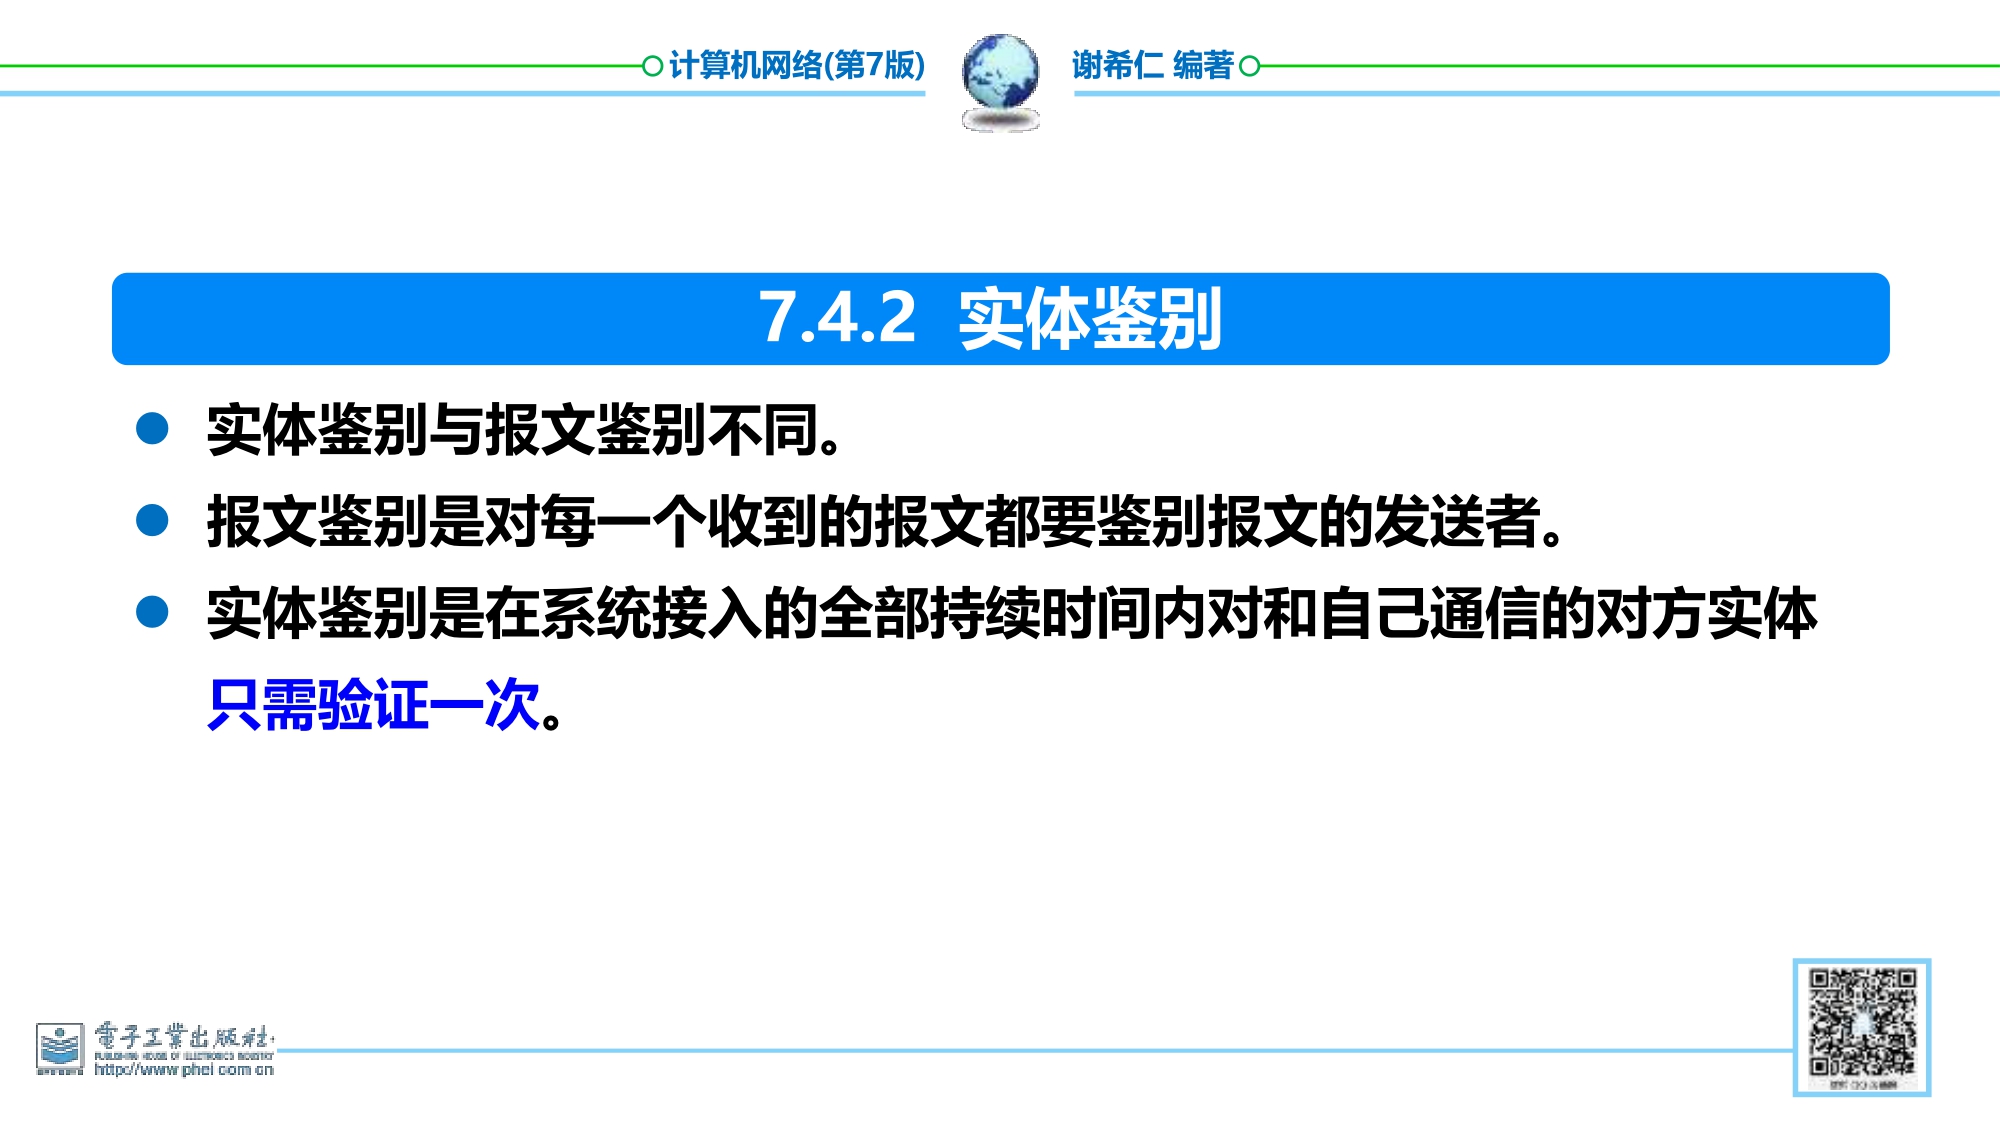 计算机网络(第7版)
谢希仁 编著
7.4.2 实体鉴别
实体鉴别与报文鉴别不同。
报文鉴别是对每一个收到的报文都要鉴别报文的发送者。
实体鉴别是在系统接入的全部持续时间内对和自己通信的对方实体
只需验证一次。
電子工業出版社
PUBLISHING HOUSE OF ELECTRONICS INDUSTRY
http://www.phei.com.cn